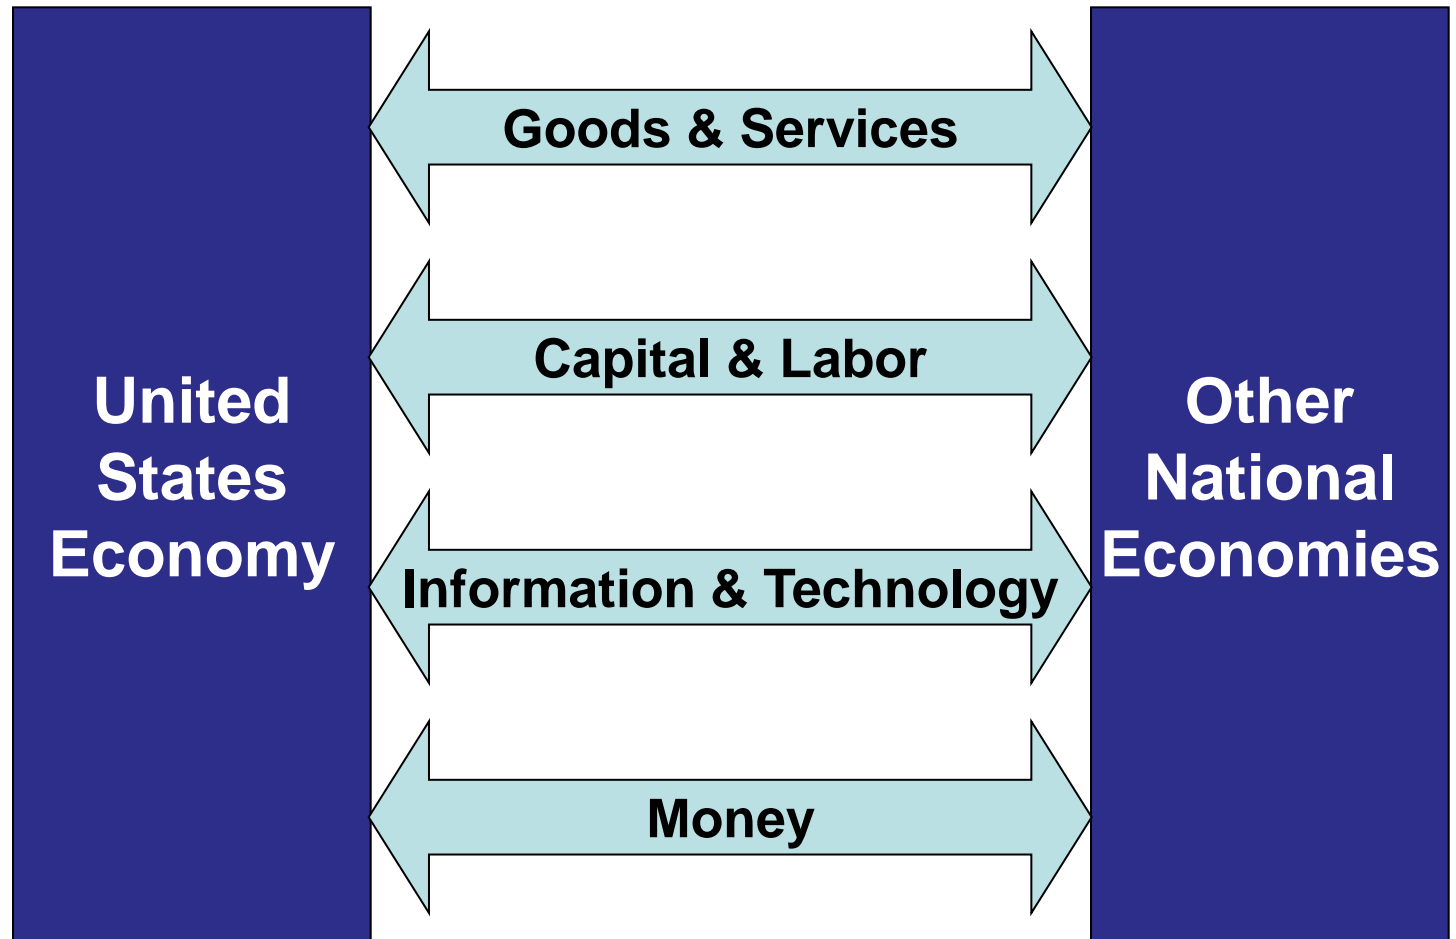 Goods & Services
Capital & Labor
United
States
Economy
Other
National
Economies
Information & Technology
Money